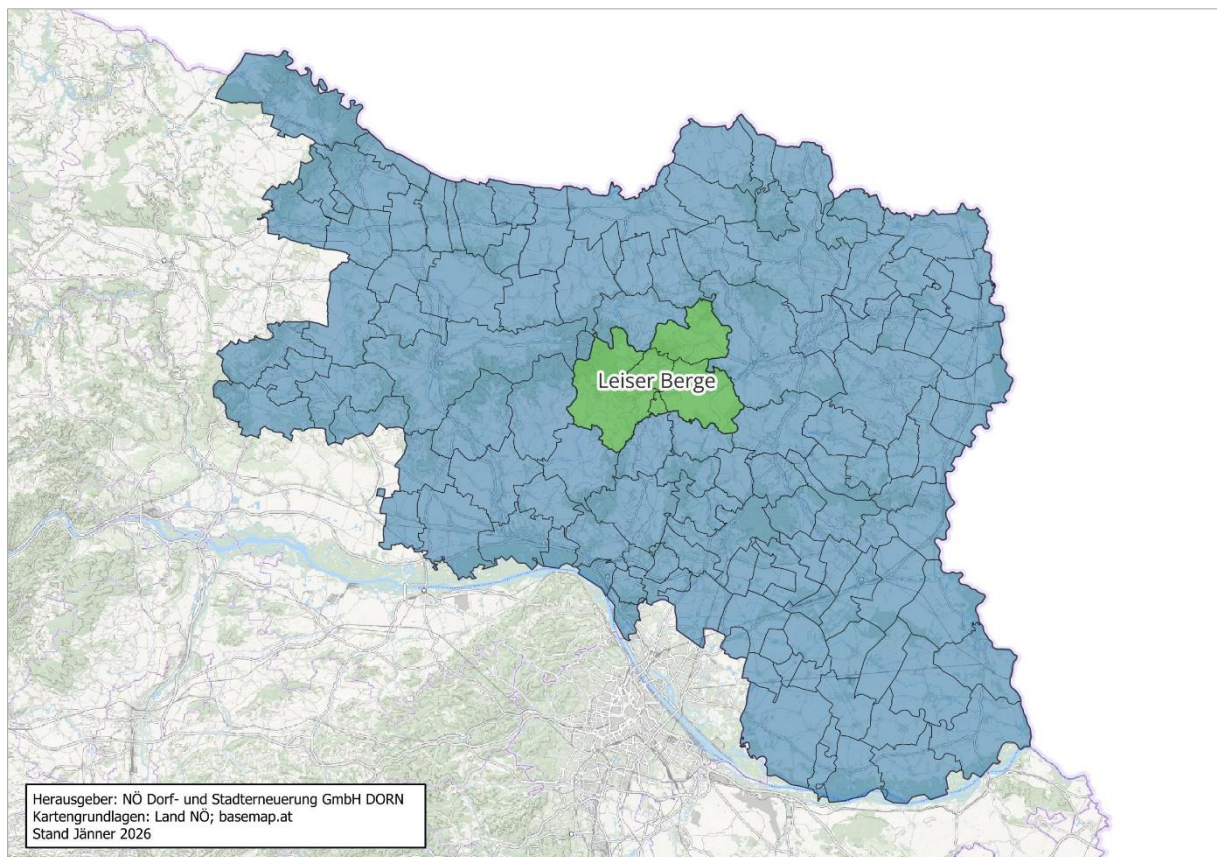 Leiser Berge
Herausgeber: NÖ Dorf- und Stadterneuerung GmbH DORN
Kartengrundlagen: Land NÖ; basemap.at
Stand Jänner 2026